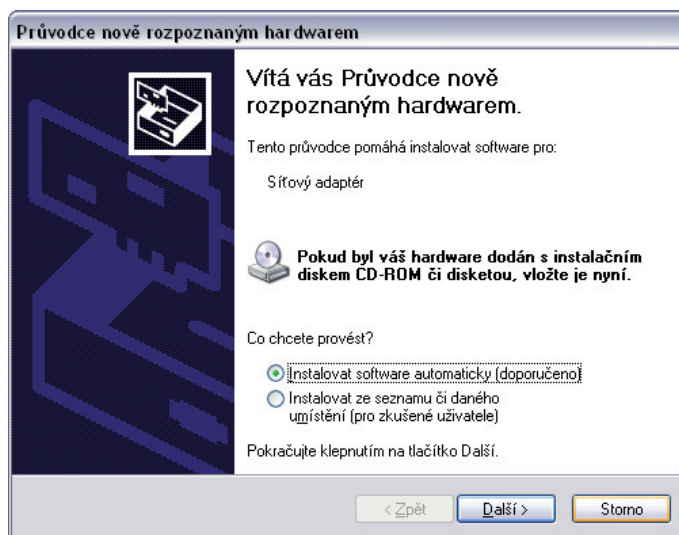 Průvodce nově rozpoznaným hardwarem
Vítá vás Průvodce nově
rozpoznaným hardwarem.
Tento průvodce pomáhá instalovat software pro:
Síťový adaptér
Pokud byl váš hardware dodán s instalačním
diskem CD-ROM či disketou, vložte je nyní.
Co chcete provést?
Instalovat software automaticky (doporučeno)
Instalovat ze seznamu či daného
umístění (pro zkušené uživatele)
Pokračujte klepnutím na tlačítko Další.
< Zpět Další > Storno